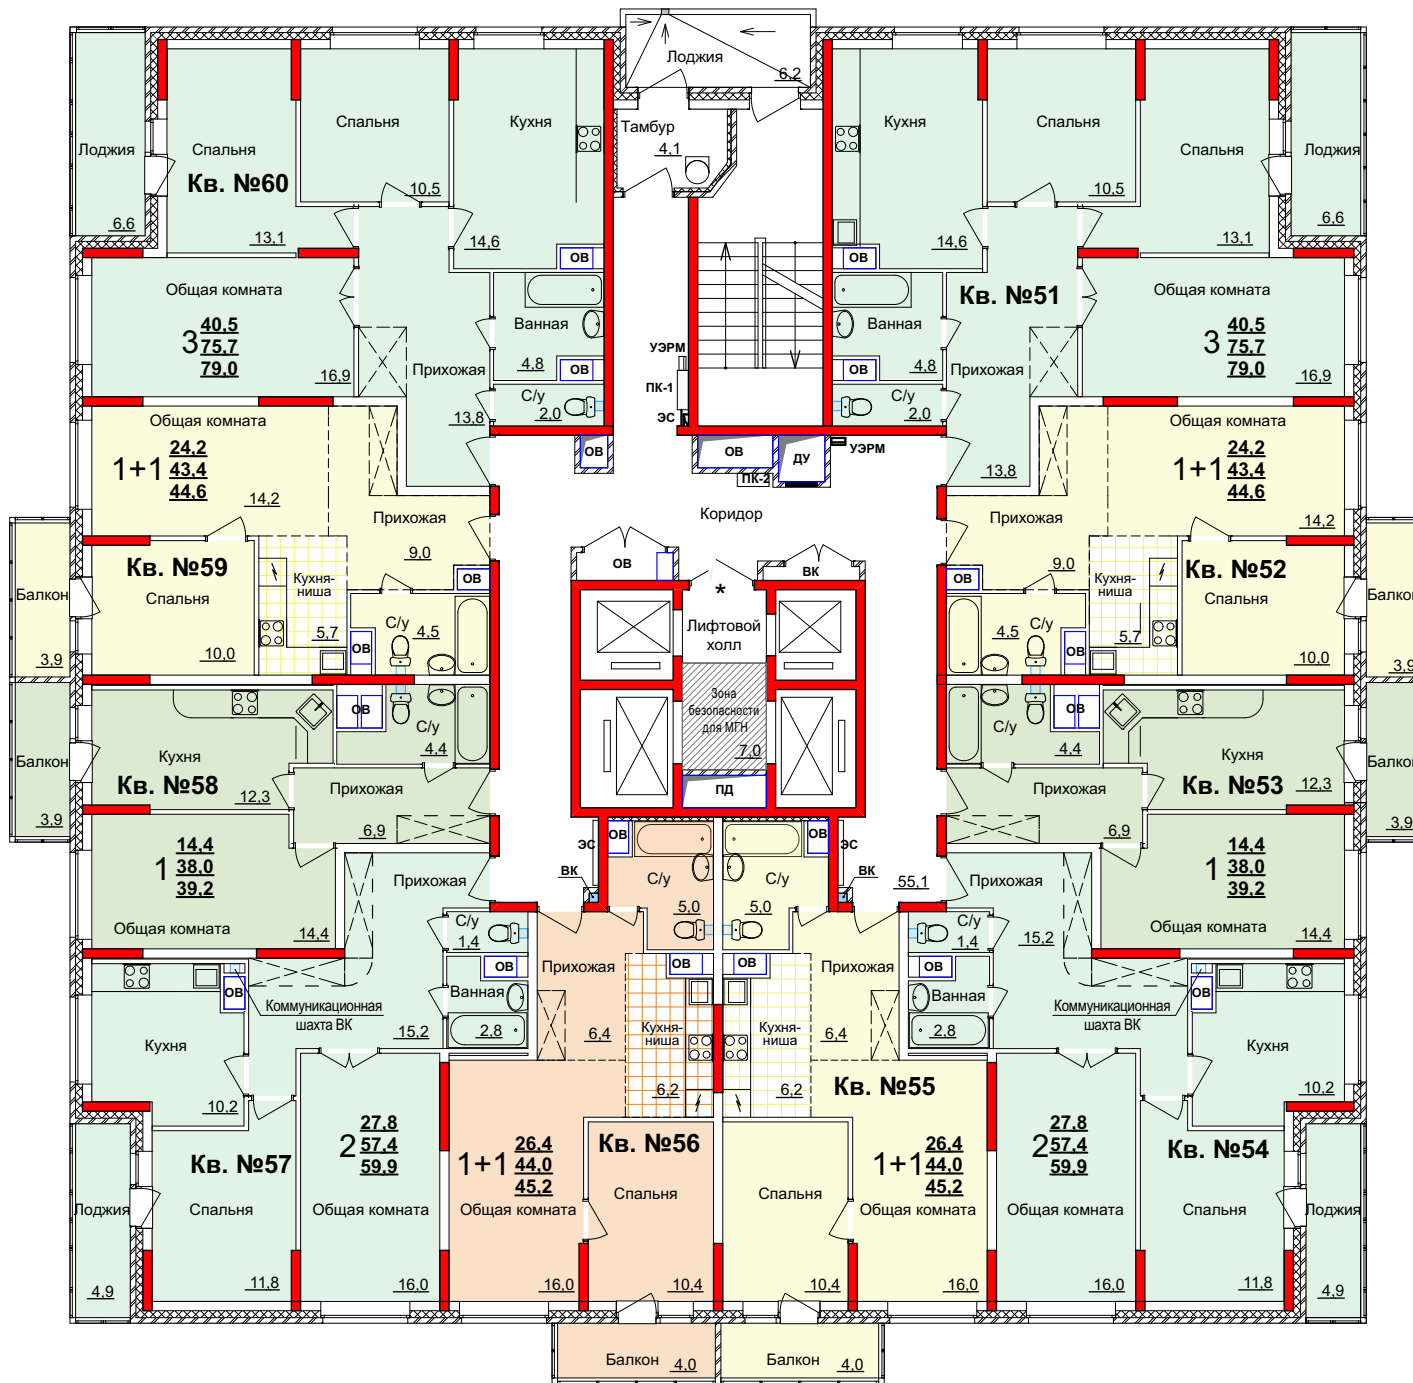 Лоджия
6,2
Тамбур
4,1
Лоджия
6,6
Спальня
Кв. №60
13,1
Спальня
10,5
Кухня
14,6
ОВ
Общая комната
3
40,5
75,7
79,0
16,9
Прихожая
13,8
Ванная
4,8
ОВ
С/у
2,0
Кухня
14,6
ОВ
Спальня
10,5
Спальня
13,1
Лоджия
6,6
Кв. №51
Общая комната
3
40,5
75,7
79,0
16,9
Прихожая
13,8
Ванная
4,8
ОВ
С/у
2,0
УЭРМ
ПК-1
ЭС
ОВ
ОВ
ДУ
УЭРМ
ПК-2
Коридор
ОВ
ВК
*
Лифтовой
холл
Зона
безопасности
для МГН
7,0
ПД
Общая комната
1+1
24,2
43,4
44,6
14,2
Прихожая
9,0
ОВ
Кв. №59
Спальня
10,0
Кухня-
ниша
5,7
С/у
4,5
ОВ
Балкон
3,9
Общая комната
1+1
24,2
43,4
44,6
14,2
Прихожая
9,0
ОВ
Кв. №52
Спальня
10,0
Кухня-
ниша
5,7
С/у
4,5
ОВ
Балкон
3,9
Балкон
3,9
Кухня
Кв. №58
12,3
ОВ
С/у
4,4
Прихожая
6,9
1
14,4
38,0
39,2
Общая комната
14,4
С/у
4,4
ОВ
Кухня
Кв. №53
12,3
Балкон
3,9
Прихожая
6,9
1
14,4
38,0
39,2
Общая комната
14,4
Прихожая
15,2
С/у
1,4
ОВ
Ванная
2,8
Коммуникационная
шахта ВК
ОВ
Кухня
10,2
Кв. №57
Спальня
11,8
Лоджия
4,9
2
27,8
57,4
59,9
Общая комната
16,0
ЭС
ВК
ОВ
С/у
5,0
Прихожая
6,4
ОВ
Кухня-
ниша
6,2
Кв. №56
1+1
26,4
44,0
45,2
Общая комната
16,0
Спальня
10,4
Балкон
4,0
ОВ
ЭС
ВК
55,1
С/у
5,0
ОВ
Прихожая
6,4
Кухня-
ниша
6,2
Кв. №55
1+1
26,4
44,0
45,2
Общая комната
16,0
Спальня
10,4
Балкон
4,0
Прихожая
15,2
С/у
1,4
ОВ
Ванная
2,8
Коммуникационная
шахта ВК
ОВ
Кухня
10,2
Кв. №54
2
27,8
57,4
59,9
Общая комната
16,0
Спальня
11,8
Лоджия
4,9